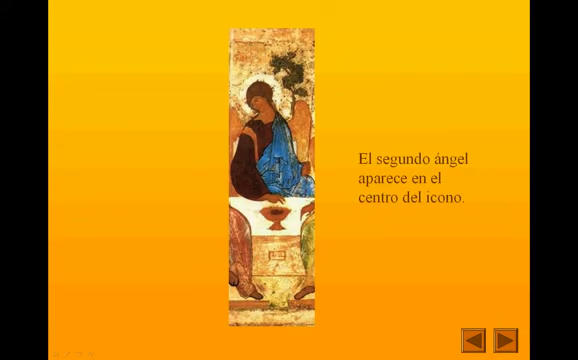 El segundo ángel
aparece en el
centro del icono.